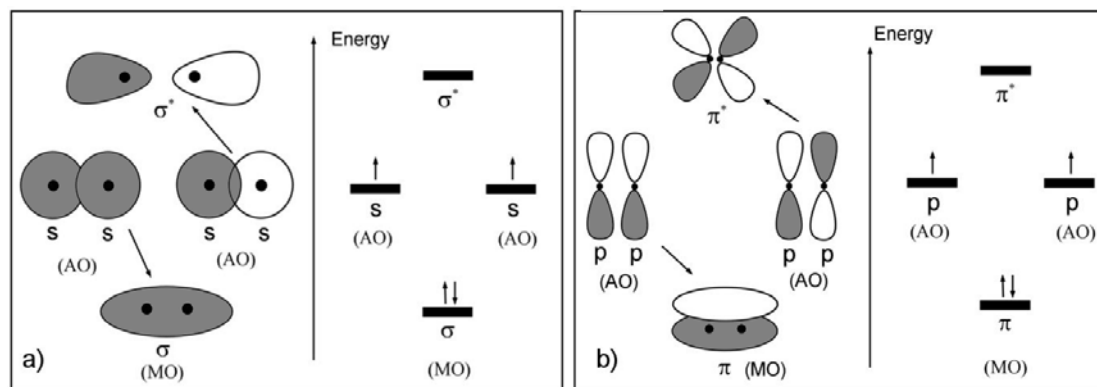 Energy
σ*
σ*
s s
s s
(AO)
(AO)
s
s
(AO)
(AO)
σ
(MO)
σ
(MO)
a)
Energy
π*
π*
p p
p p
(AO)
(AO)
p
p
(AO)
(AO)
π (MO)
π
(MO)
b)